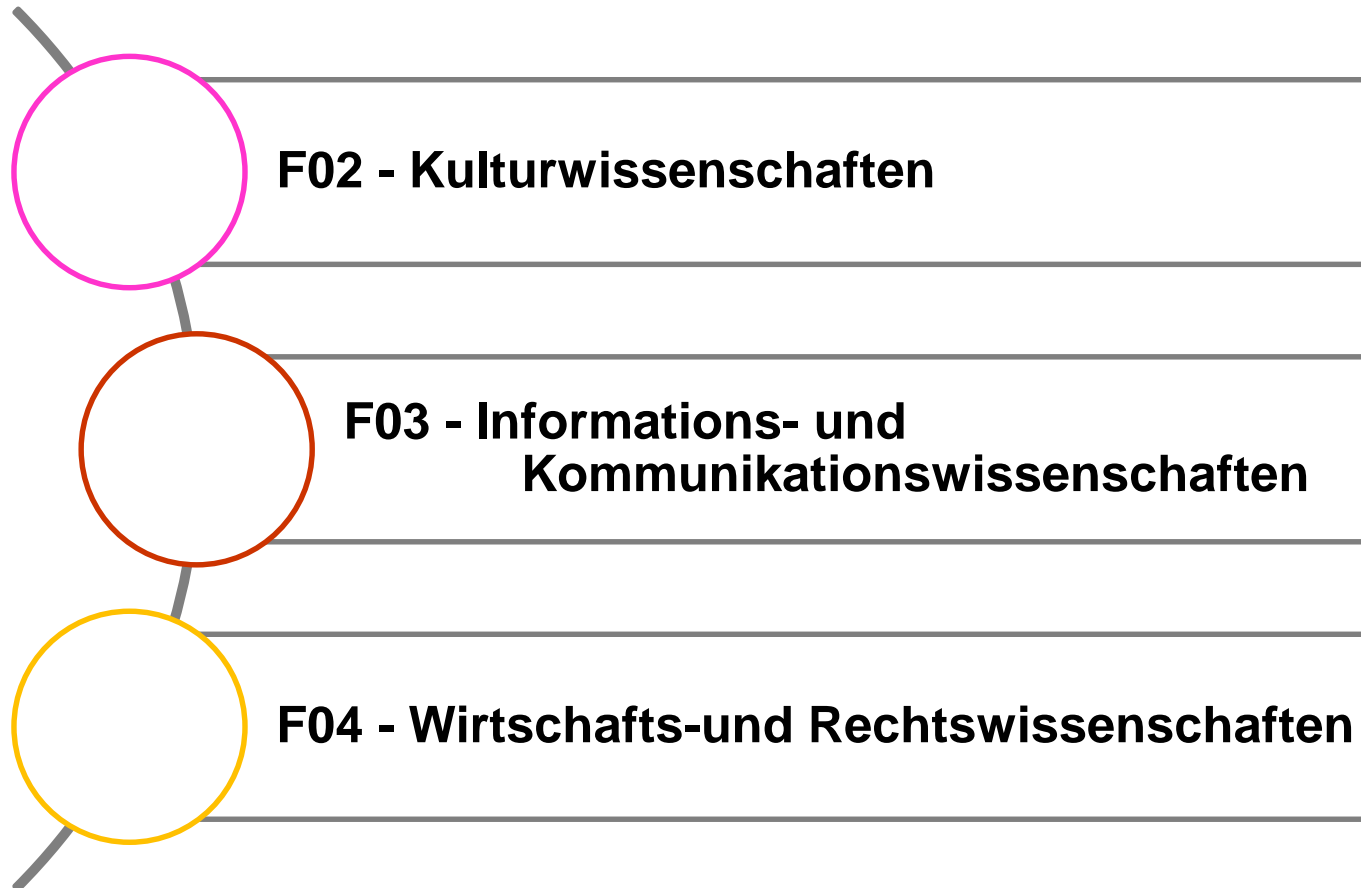 F02 - Kulturwissenschaften
F03 - Informations- und
Kommunikationswissenschaften
F04 - Wirtschafts-und Rechtswissenschaften